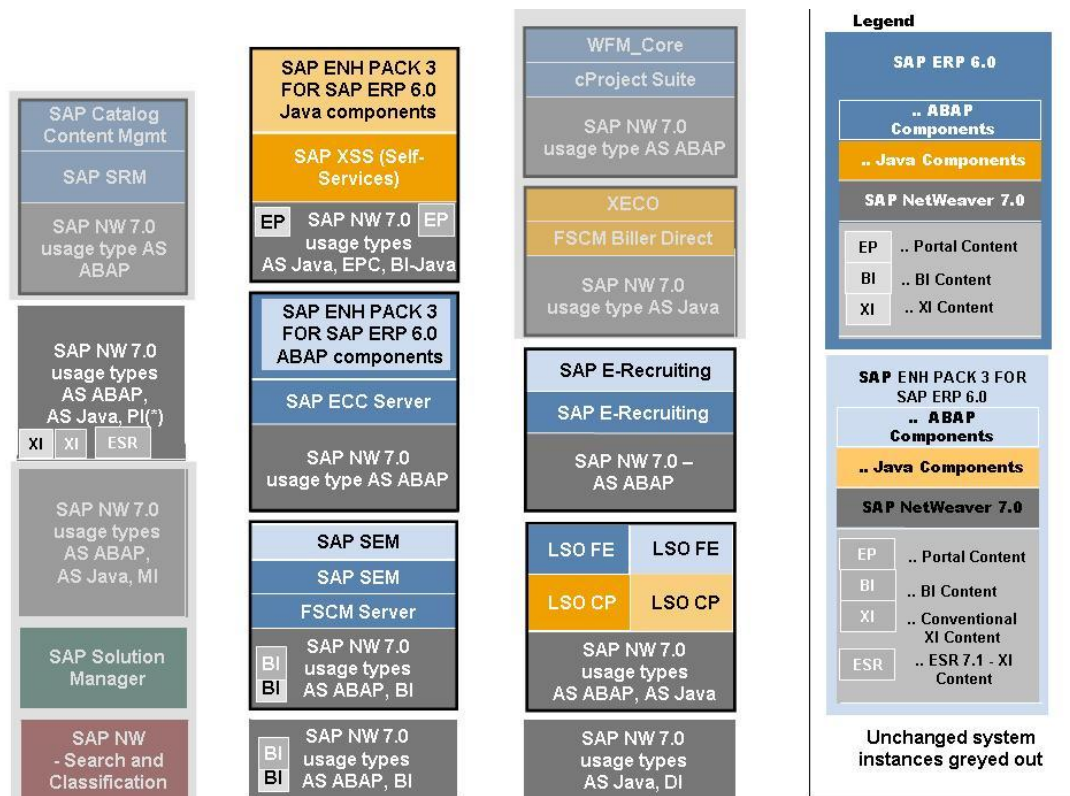 SAP Catalog
Content Mgmt
SAP SRM
SAP NW 7.0
usage type AS
ABAP
SAP NW 7.0
usage types
AS ABAP,
AS Java, PI(*)
XI XI ESR
SAP NW 7.0
usage types
AS ABAP,
AS Java, MI
SAP Solution
Manager
SAP NW
- Search and
Classification
SAP ENH PACK 3
FOR SAP ERP 6.0
Java components
SAP XSS (Self-
Services)
EP SAP NW 7.0 EP
usage types
AS Java, EPC, BI-Java
SAP ENH PACK 3
FOR SAP ERP 6.0
ABAP components
SAP ECC Server
SAP NW 7.0
usage type AS ABAP
SAP SEM
SAP SEM
FSCM Server
SAP NW 7.0
BI usage types
BI AS ABAP, BI
SAP NW 7.0
BI usage types
BI AS ABAP, BI
WFM_Core
cProject Suite
SAP NW 7.0
usage type AS ABAP
XECO
FSCM Biller Direct
SAP NW 7.0
usage type AS Java
SAP E-Recruiting
SAP E-Recruiting
SAP NW 7.0 –
AS ABAP
LSO FE LSO FE
LSO CP LSO CP
SAP NW 7.0
usage types
AS ABAP, AS Java
SAP NW 7.0
usage types
AS Java, DI
Legend
SAP ERP 6.0
.. ABAP
Components
.. Java Components
SAP NetWeaver 7.0
EP .. Portal Content
BI .. BI Content
XI .. XI Content
SAP ENH PACK 3 FOR
SAP ERP 6.0
.. ABAP
Components
.. Java Components
SAP NetWeaver 7.0
EP .. Portal Content
BI .. BI Content
XI .. Conventional
XI Content
ESR .. ESR 7.1 - XI
Content
Unchanged system
instances greyed out